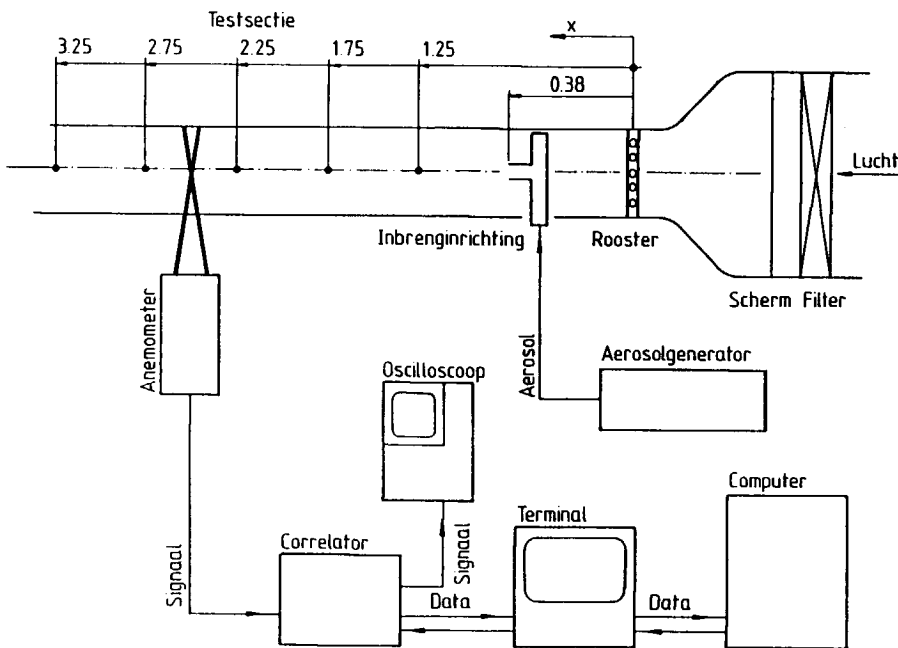 Testsectie
x
3.25
2.75
2.25
1.75
1.25
0.38
Lucht
Inbrenginrichting
Rooster
Scherm
Filter
Anemometer
Aerosol
Oscilloscoop
Aerosolgenerator
Computer
Terminal
Correlator
Signaal
Signaal
Data
Data